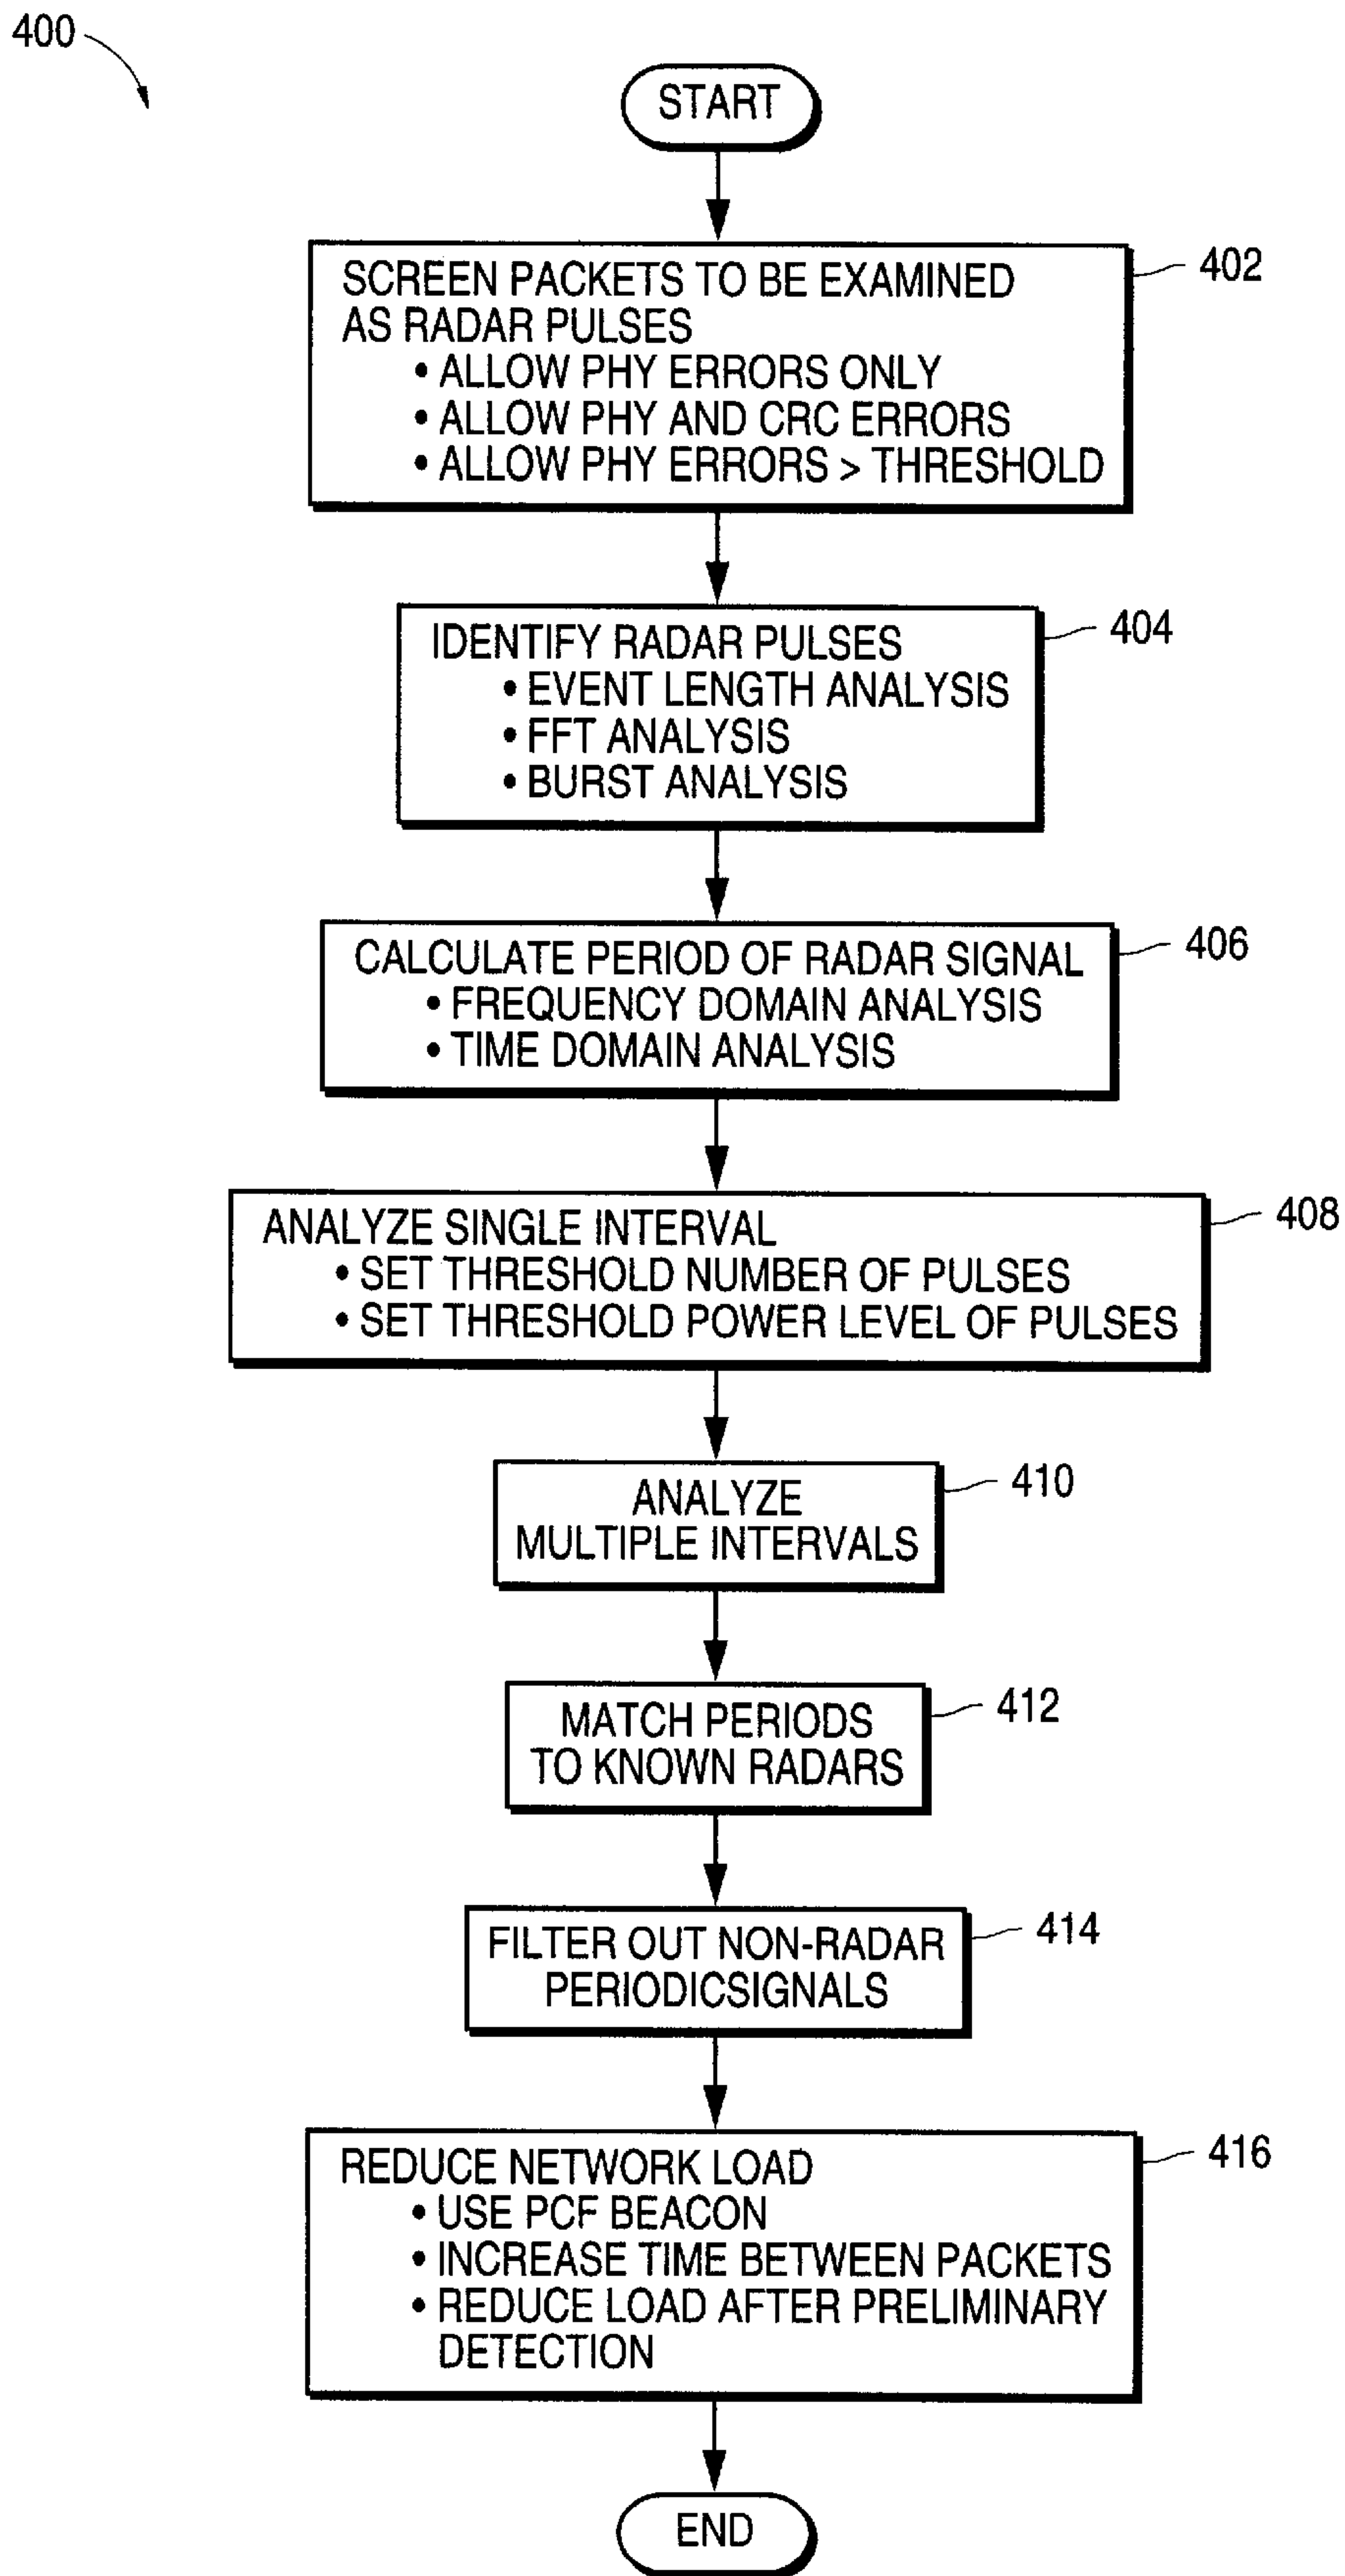 400
START
402
SCREEN PACKETS TO BE EXAMINED
AS RADAR PULSES
• ALLOW PHY ERRORS ONLY
• ALLOW PHY AND CRC ERRORS
• ALLOW PHY ERRORS > THRESHOLD
404
IDENTIFY RADAR PULSES
• EVENT LENGTH ANALYSIS
• FFT ANALYSIS
• BURST ANALYSIS
406
CALCULATE PERIOD OF RADAR SIGNAL
• FREQUENCY DOMAIN ANALYSIS
• TIME DOMAIN ANALYSIS
408
ANALYZE SINGLE INTERVAL
• SET THRESHOLD NUMBER OF PULSES
• SET THRESHOLD POWER LEVEL OF PULSES
410
ANALYZE
MULTIPLE INTERVALS
412
MATCH PERIODS
TO KNOWN RADARS
414
FILTER OUT NON-RADAR
PERIODICSIGNALS
416
REDUCE NETWORK LOAD
• USE PCF BEACON
• INCREASE TIME BETWEEN PACKETS
• REDUCE LOAD AFTER PRELIMINARY
DETECTION
END